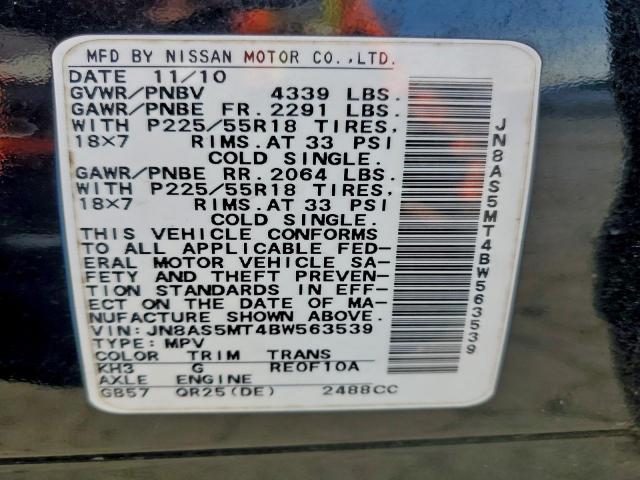 MFD BY NISSAN MOTOR CO.,LTD.
DATE 11/10
GVWR/PNBV 4339 LBS.
GAWR/PNBE FR. 2291 LBS.
WITH P225/55R18 TIRES,
18X7 RIMS. AT 33 PSI
COLD SINGLE.
GAWR/PNBE RR. 2064 LBS.
WITH P225/55R18 TIRES,
18X7 RIMS. AT 33 PSI
COLD SINGLE.
THIS VEHICLE CONFORMS
TO ALL APPLICABLE FED-
ERAL MOTOR VEHICLE SA-
FETY AND THEFT PREVEN-
TION STANDARDS IN EFF-
ECT ON THE DATE OF MA-
NUFACTURE SHOWN ABOVE.
VIN: JN8AS5MT4BW563539
TYPE: MPV
COLOR TRIM TRANS
KH3 G RE0F10A
AXLE ENGINE
GB57 QR25(DE) 2488CC
JN8AS5MT4BW563539